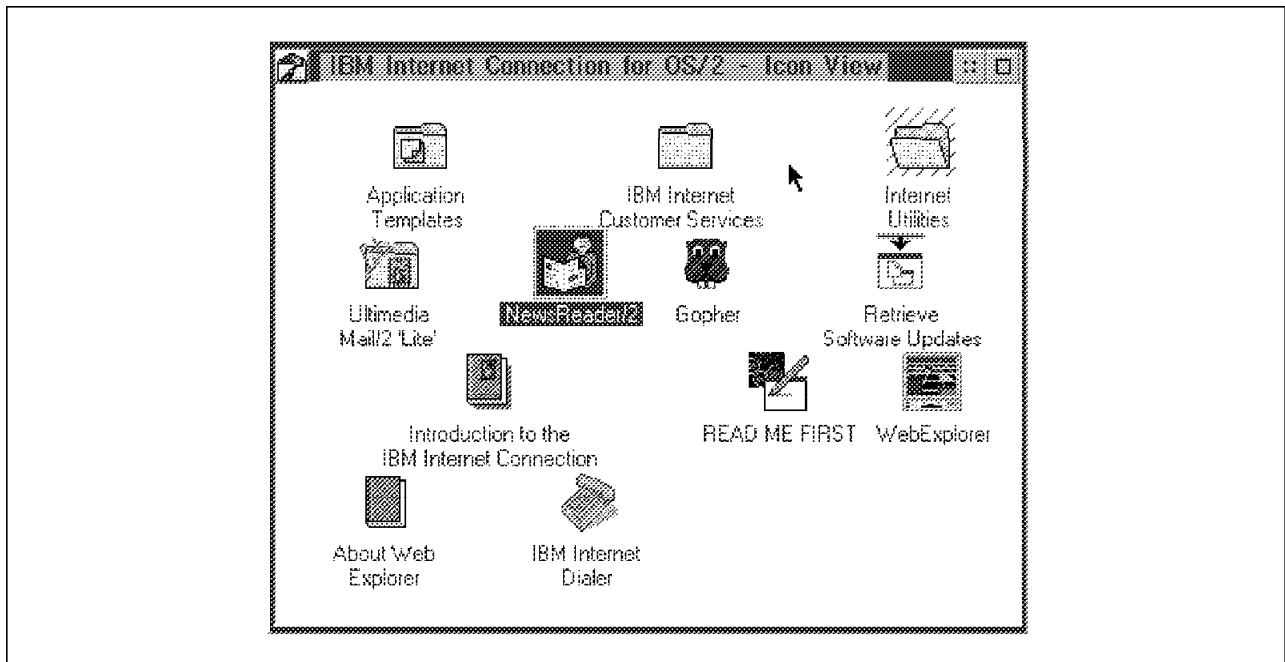 IBM Internet Connection for OS/2 - Icon View
Application
Templates
IBM Internet
Customer Services
Internet
Utilities
Ultimedia
Mail/2 'Lite'
NewsReader/2
Gopher
Retrieve
Software Updates
Introduction to the
IBM Internet Connection
READ ME FIRST
WebExplorer
About Web
Explorer
IBM Internet
Dialer